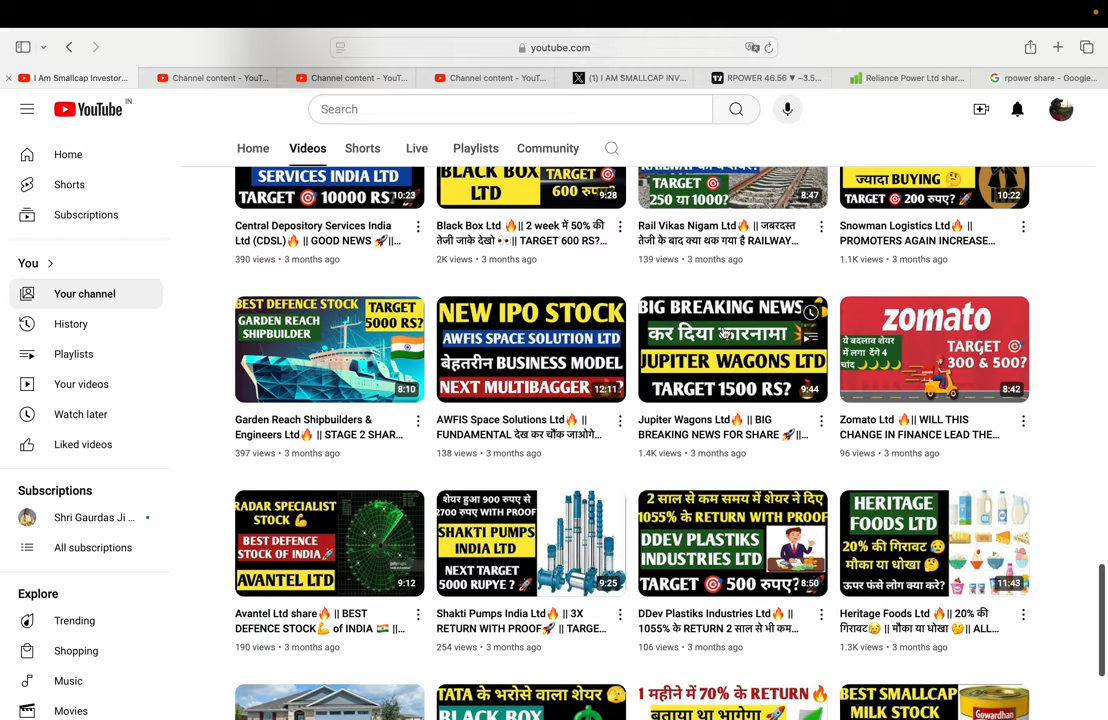 youtube.com
I Am Smallcap Investor...
Channel content - YouT...
Channel content - YouT...
Channel content - YouT...
(1) I AM SMALLCAP INV...
RPOWER 46.56 ▼ −3.5...
Reliance Power Ltd shar...
rpower share - Google...
YouTube IN
Search
Home
Videos
Shorts
Live
Playlists
Community
Home
Shorts
Subscriptions
You
Your channel
History
Playlists
Your videos
Watch later
Liked videos
Subscriptions
Shri Gaurdas Ji ...
All subscriptions
Explore
Trending
Shopping
Music
Movies
SERVICES INDIA LTD
TARGET 🎯 10000 RS
10:23
Central Depository Services India
Ltd (CDSL)🔥 || GOOD NEWS 🚀||...
390 views • 3 months ago
BLACK BOX
LTD
TARGET 🎯
600 रुपए?
9:28
Black Box Ltd 🔥|| 2 week में 50% की
तेजी जाके देखो 👀|| TARGET 600 RS?...
2K views • 3 months ago
TARGET 🎯
250 या 1000?
8:47
Rail Vikas Nigam Ltd🔥 || जबरदस्त
तेजी के बाद क्या थक गया है RAILWAY...
139 views • 3 months ago
ज्यादा BUYING 🤔
TARGET 🎯 200 रुपए?
10:22
Snowman Logistics Ltd🔥 ||
PROMOTERS AGAIN INCREASE...
1.1K views • 3 months ago
BEST DEFENCE STOCK
GARDEN REACH
SHIPBUILDER
TARGET
5000 RS?
8:10
Garden Reach Shipbuilders &
Engineers Ltd🔥 || STAGE 2 SHAR...
397 views • 3 months ago
NEW IPO STOCK
AWFIS SPACE SOLUTION LTD
बेहतरीन BUSINESS MODEL
NEXT MULTIBAGGER
12:11
AWFIS Space Solutions Ltd🔥 ||
FUNDAMENTAL देख कर चौंक जाओगे...
138 views • 3 months ago
BIG BREAKING NEWS
कर दिया कारनामा
JUPITER WAGONS LTD
TARGET 1500 RS?
9:44
Jupiter Wagons Ltd🔥 || BIG
BREAKING NEWS FOR SHARE 🚀||...
1.4K views • 3 months ago
zomato
ये बदलाव शेयर
में लगा देंगे 4
चांद 🌙🌙🌙🌙
TARGET 🎯
300 & 500?
8:42
Zomato Ltd 🔥|| WILL THIS
CHANGE IN FINANCE LEAD THE...
96 views • 3 months ago
RADAR SPECIALIST
STOCK 💪
BEST DEFENCE
STOCK OF INDIA🚀
AVANTEL LTD
9:12
Avantel Ltd share🔥 || BEST
DEFENCE STOCK💪 of INDIA 🇮🇳 ||...
190 views • 3 months ago
शेयर हुआ 900 रुपए से
2700 रुपए WITH PROOF
SHAKTI PUMPS
INDIA LTD
NEXT TARGET
5000 RUPYE ? 🚀
9:25
Shakti Pumps India Ltd🔥 || 3X
RETURN WITH PROOF🚀 || TARGE...
254 views • 3 months ago
2 साल से कम समय में शेयर ने दिए
1055% के RETURN WITH PROOF
DDEV PLASTIKS
INDUSTRIES LTD
TARGET 🎯 500 रुपए?
8:50
DDev Plastiks Industries Ltd🔥 ||
1055% के RETURN 2 साल से भी कम...
106 views • 3 months ago
HERITAGE
FOODS LTD
20% की गिरावट 😥
मौका या धोखा 🤔
ऊपर फंसे लोग क्या करे?
11:43
Heritage Foods Ltd 🔥|| 20% की
गिरावट😥 || मौका या धोखा 🤔|| ALL...
1.3K views • 3 months ago
TATA के भरोसे वाला शेयर
BLACK BOX
1 महीने में 70% के RETURN 🔥
बताया था भागेगा 🚀
BEST SMALLCAP
MILK STOCK
Gowardhan